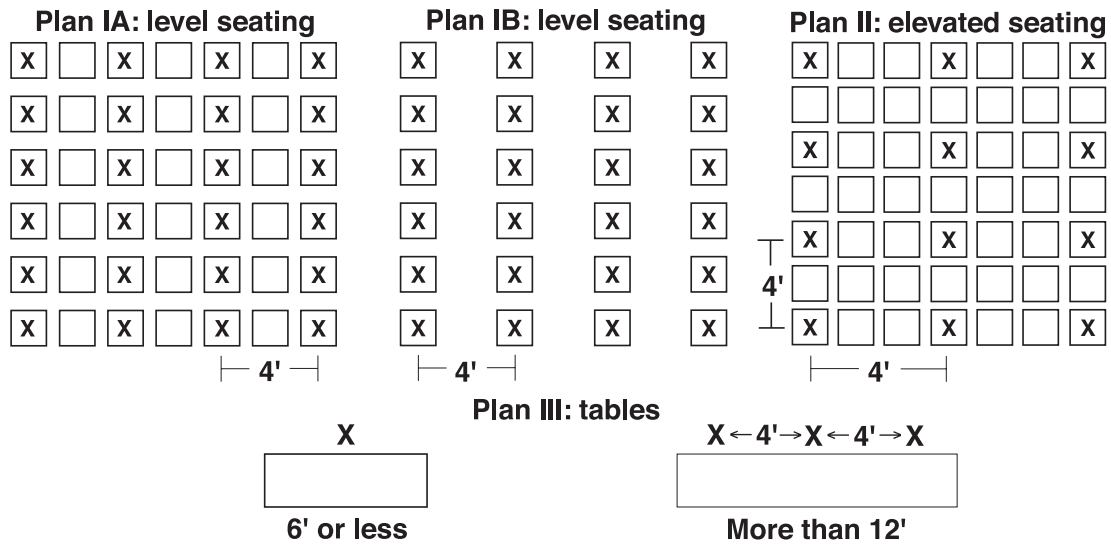 Plan IA: level seating
X X X X
X X X X
X X X X
X X X X
X X X X
X X X X
4'
Plan IB: level seating
X X X X
X X X X
X X X X
X X X X
X X X X
X X X X
4'
Plan II: elevated seating
X X X
X X X
X X X
4'
X X X
4'
Plan III: tables
X
6' or less
X 4' X 4' X
More than 12'